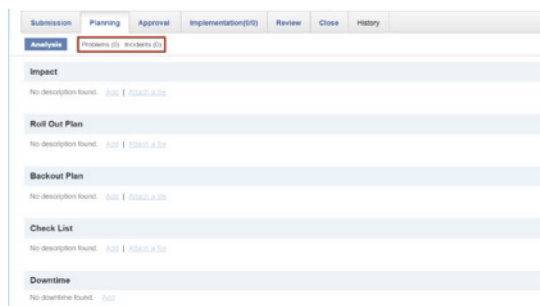 Submission Planning Approval Implementation(0/0) Review Close History
Analysis Problems (0) Incidents (0)
Impact
No description found. Add | Attach a file
Roll Out Plan
No description found. Add | Attach a file
Backout Plan
No description found. Add | Attach a file
Check List
No description found. Add | Attach a file
Downtime
No downtime found. Add